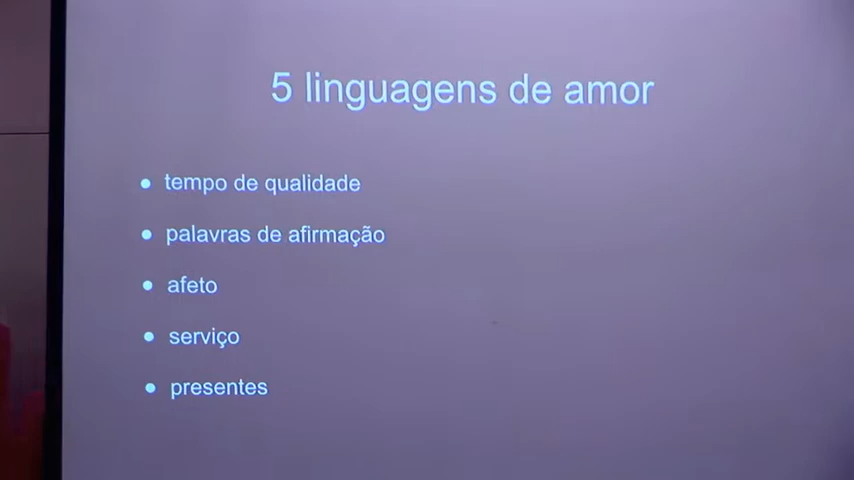 5 linguagens de amor
• tempo de qualidade
• palavras de afirmação
• afeto
• serviço
• presentes